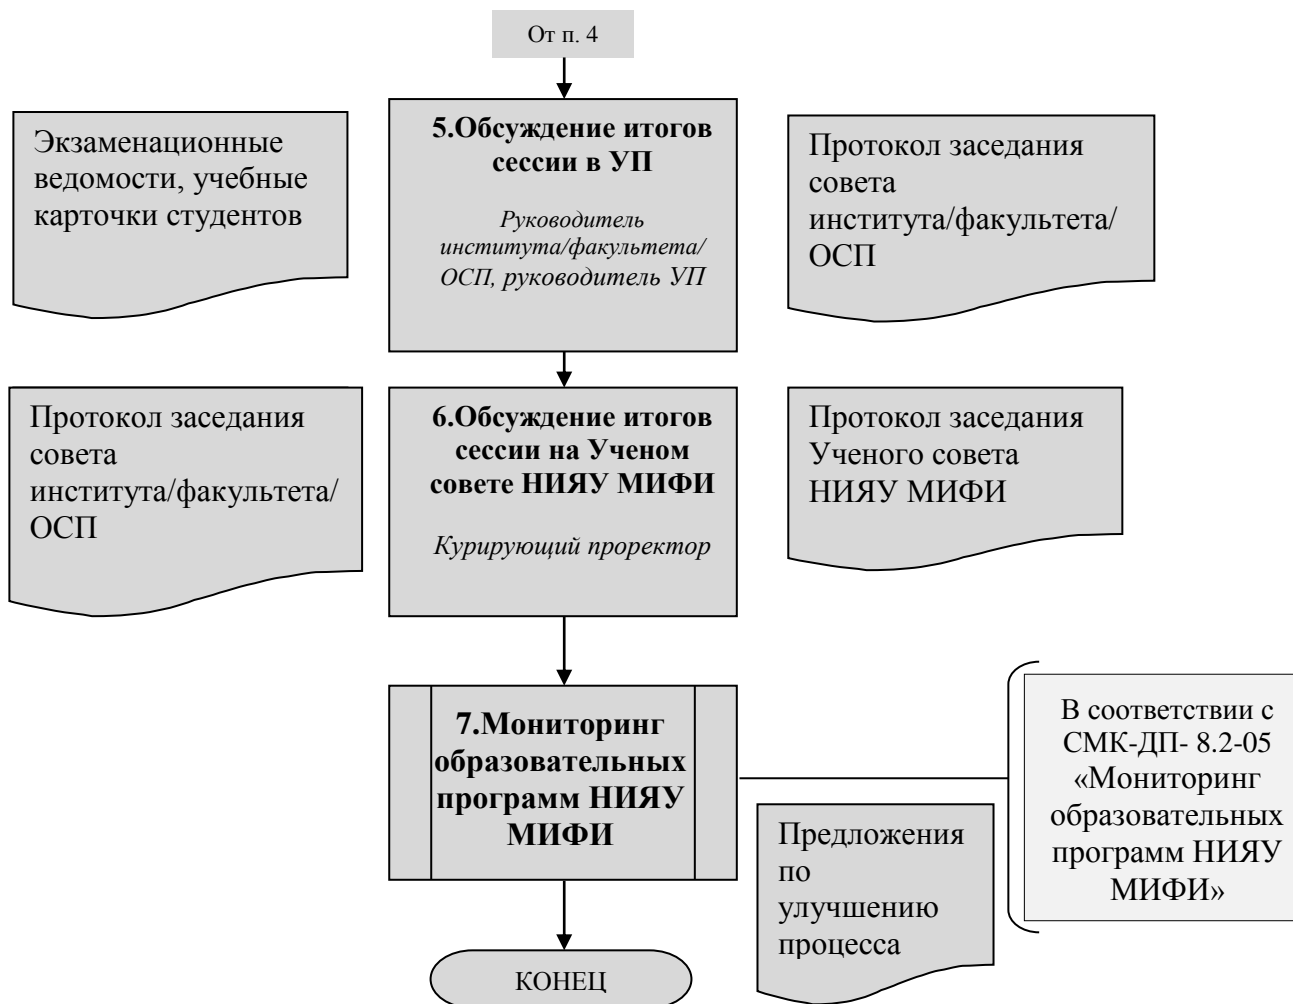 От п. 4
Экзаменационные
ведомости, учебные
карточки студентов
5.Обсуждение итогов
сессии в УП
Руководитель
института/факультета/
ОСП, руководитель УП
Протокол заседания
совета
института/факультета/
ОСП
Протокол заседания
совета
института/факультета/
ОСП
6.Обсуждение итогов
сессии на Ученом
совете НИЯУ МИФИ
Курирующий проректор
Протокол заседания
Ученого совета
НИЯУ МИФИ
7.Мониторинг
образовательных
программ НИЯУ
МИФИ
В соответствии с
СМК-ДП- 8.2-05
«Мониторинг
образовательных
программ НИЯУ
МИФИ»
Предложения
по
улучшению
процесса
КОНЕЦ